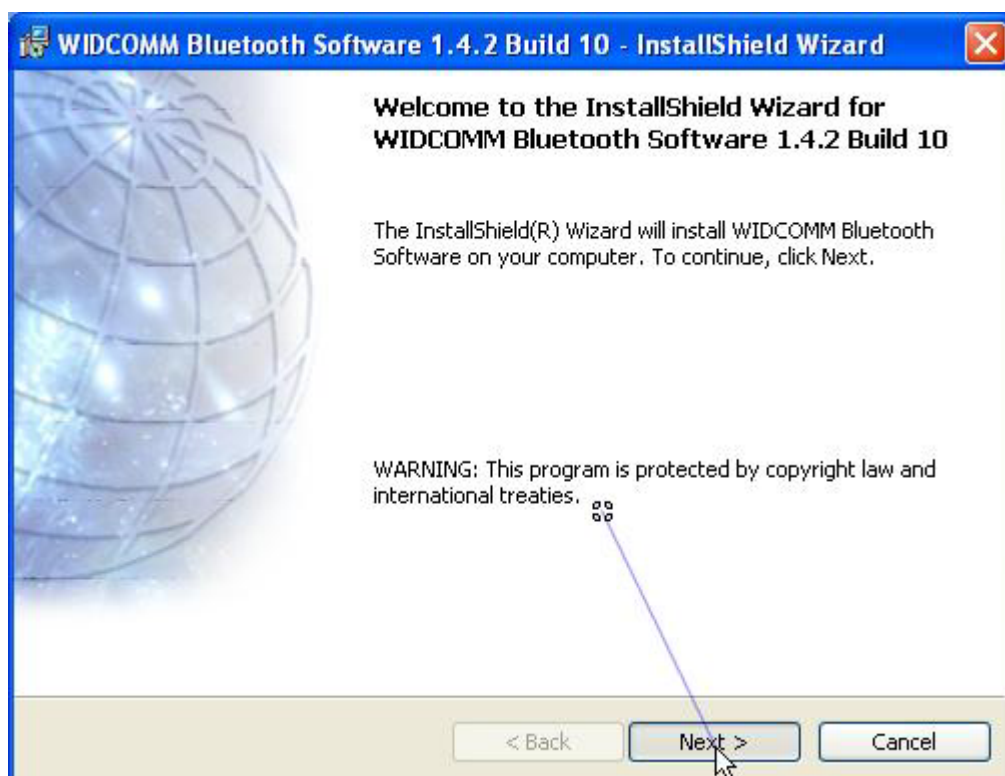 WIDCOMM Bluetooth Software 1.4.2 Build 10 - InstallShield Wizard
Welcome to the InstallShield Wizard for
WIDCOMM Bluetooth Software 1.4.2 Build 10
The InstallShield(R) Wizard will install WIDCOMM Bluetooth
Software on your computer. To continue, click Next.
WARNING: This program is protected by copyright law and
international treaties.
< Back Next > Cancel